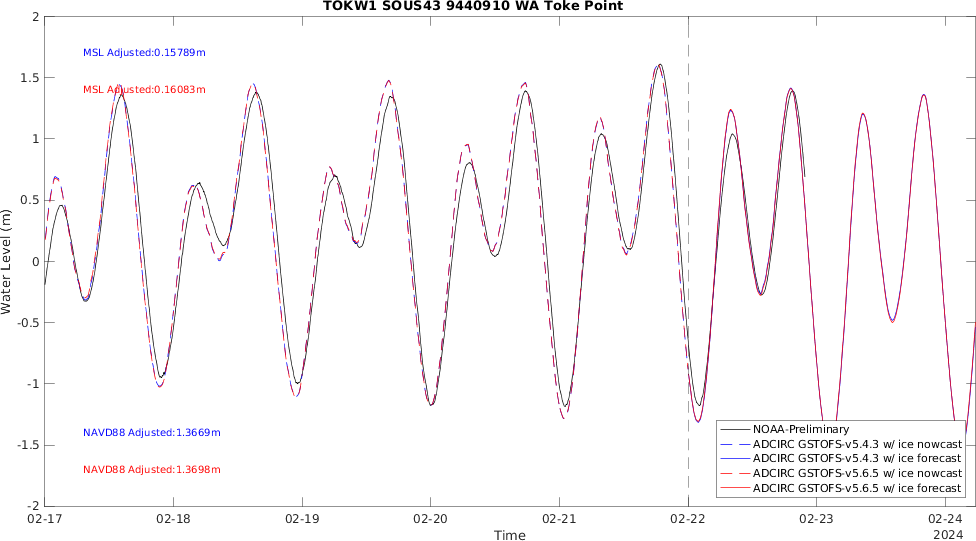 TOKW1 SOUS43 9440910 WA Toke Point
MSL Adjusted:0.15789m
MSL Adjusted:0.16083m
NAVD88 Adjusted:1.3669m
NAVD88 Adjusted:1.3698m
Water Level (m)
2
1.5
1
0.5
0
-0.5
-1
-1.5
-2
NOAA-Preliminary
ADCIRC GSTOFS-v5.4.3 w/ ice nowcast
ADCIRC GSTOFS-v5.4.3 w/ ice forecast
ADCIRC GSTOFS-v5.6.5 w/ ice nowcast
ADCIRC GSTOFS-v5.6.5 w/ ice forecast
02-17 02-18 02-19 02-20 02-21 02-22 02-23 02-24
Time
2024